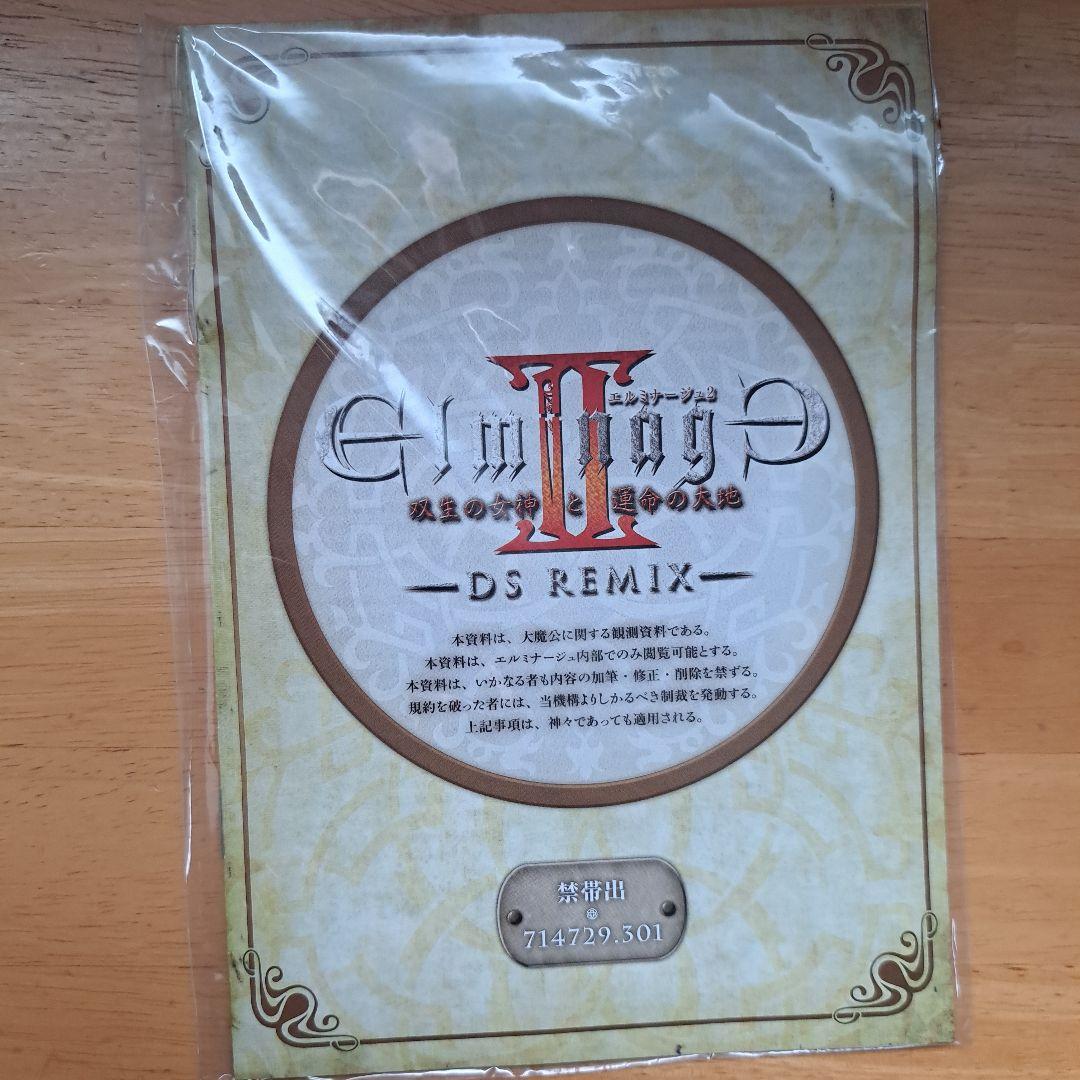 エルミナージュ2
Elminage
II
双生の女神と運命の大地
DS REMIX
本資料は、大魔公に関する観測資料である。
本資料は、エルミナージュ内部でのみ閲覧可能とする。
本資料は、いかなる者も内容の加筆・修正・削除を禁ずる。
規約を破った者には、当機構よりしかるべき制裁を発動する。
上記事項は、神々であっても適用される。
禁帯出
714729.301